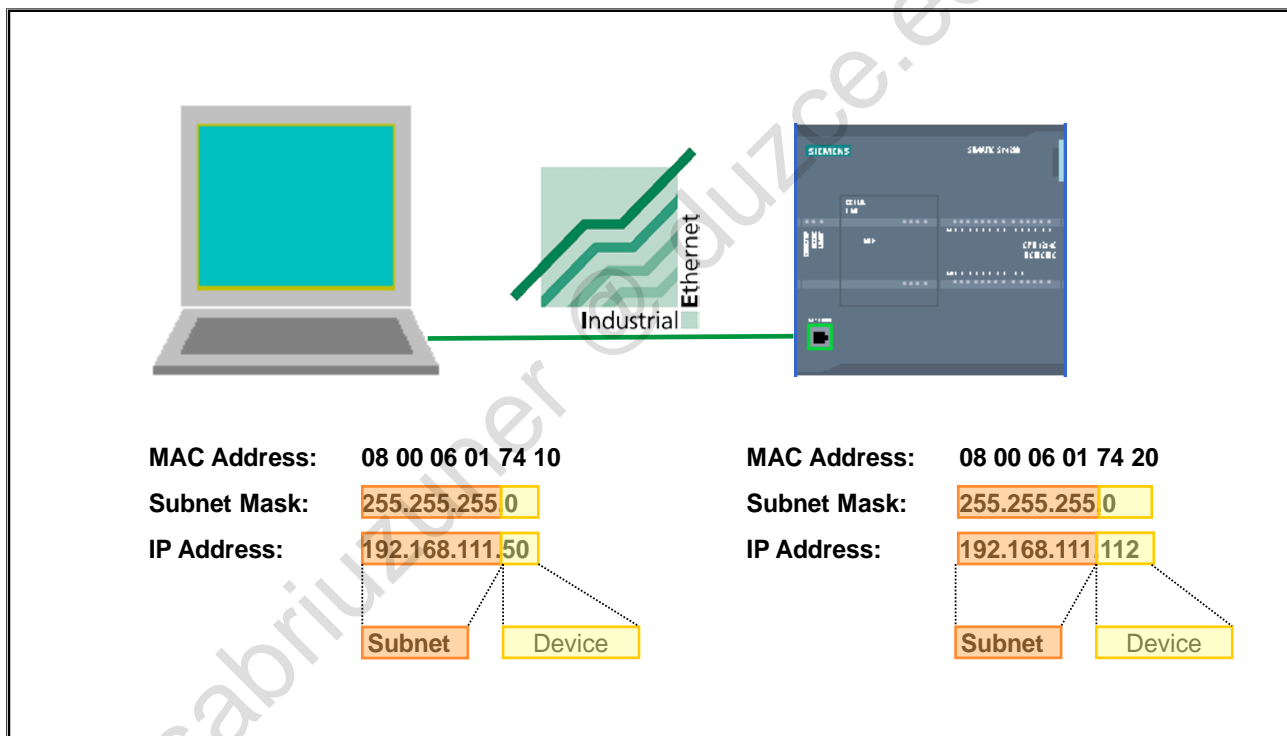 SIEMENS
Industrial
Ethernet
MAC Address: 08 00 06 01 74 10
Subnet Mask: 255.255.255.0
IP Address: 192.168.111.50
Subnet Device
MAC Address: 08 00 06 01 74 20
Subnet Mask: 255.255.255.0
IP Address: 192.168.111.112
Subnet Device
sabriuzuner @ duzce.e